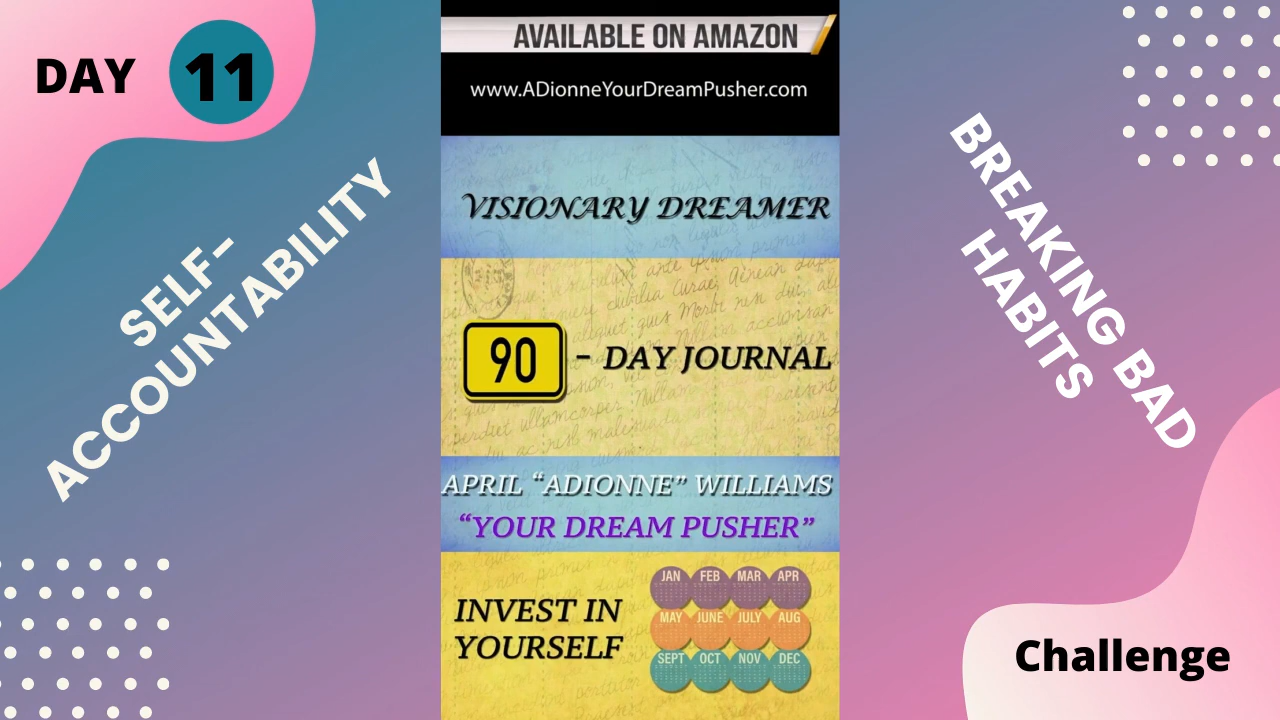 DAY 11
SELF-
ACCOUNTABILITY
AVAILABLE ON AMAZON
www.ADionneYourDreamPusher.com
VISIONARY DREAMER
90 - DAY JOURNAL
APRIL “ADIONNE” WILLIAMS
“YOUR DREAM PUSHER”
INVEST IN
YOURSELF
JAN FEB MAR APR
MAY JUNE JULY AUG
SEPT OCT NOV DEC
BREAKING BAD
HABITS
Challenge